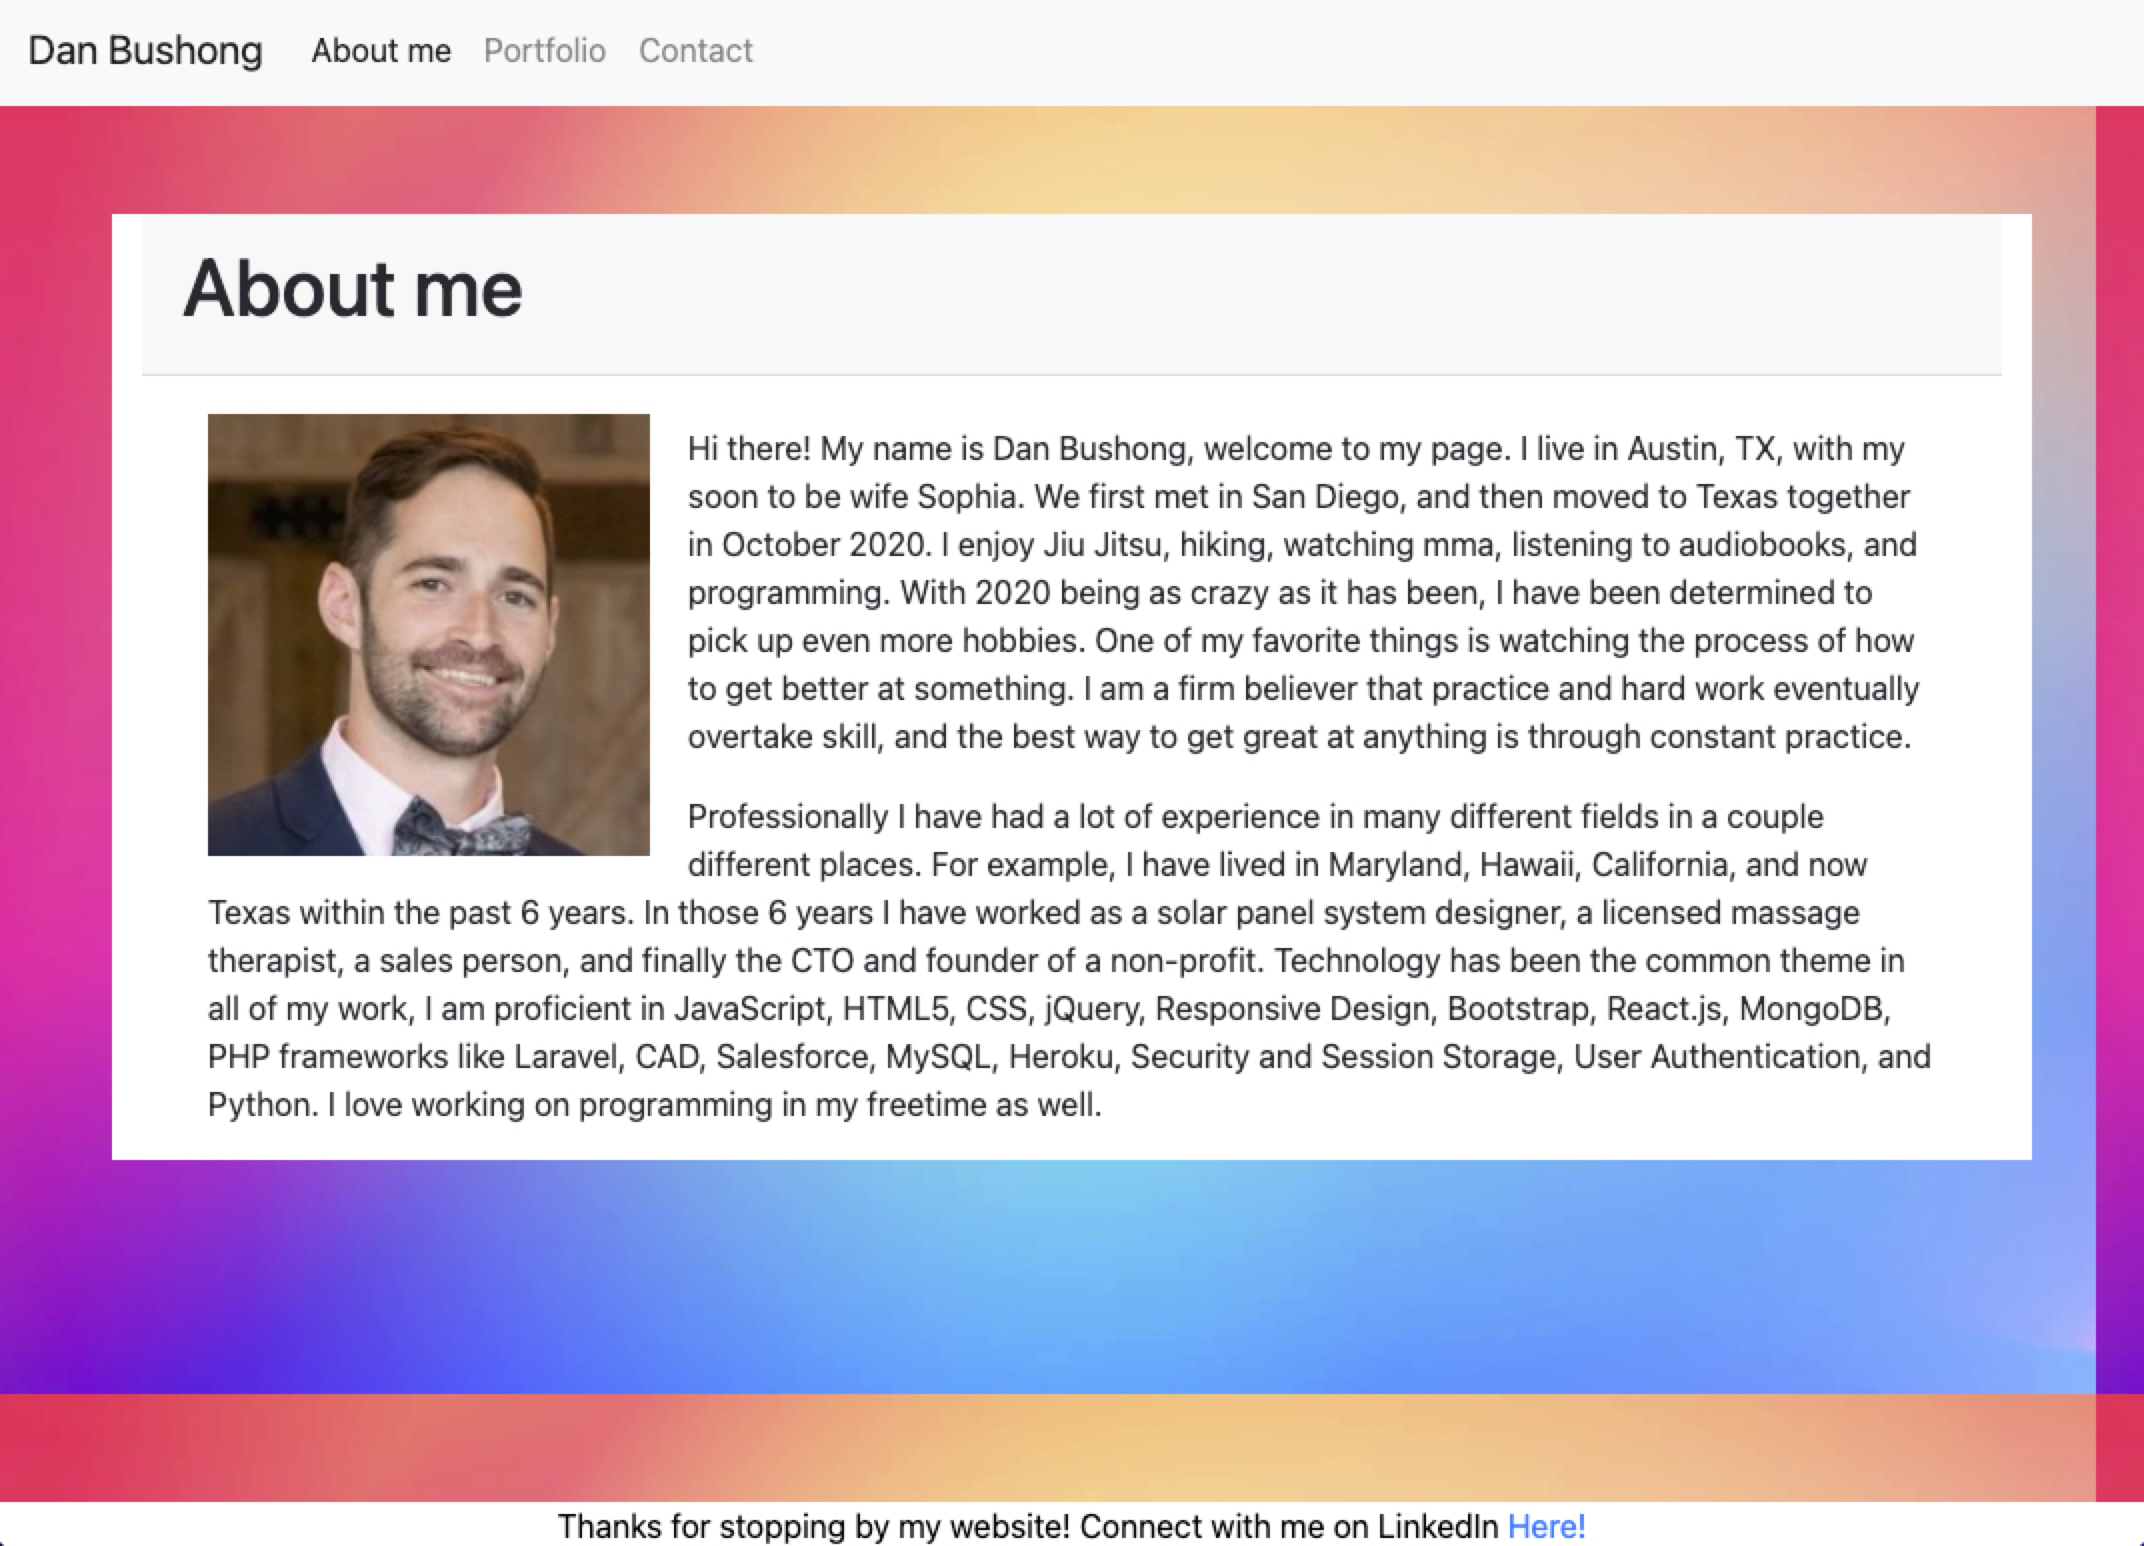 Dan Bushong About me Portfolio Contact
About me
Hi there! My name is Dan Bushong, welcome to my page. I live in Austin, TX, with my
soon to be wife Sophia. We first met in San Diego, and then moved to Texas together
in October 2020. I enjoy Jiu Jitsu, hiking, watching mma, listening to audiobooks, and
programming. With 2020 being as crazy as it has been, I have been determined to
pick up even more hobbies. One of my favorite things is watching the process of how
to get better at something. I am a firm believer that practice and hard work eventually
overtake skill, and the best way to get great at anything is through constant practice.
Professionally I have had a lot of experience in many different fields in a couple
different places. For example, I have lived in Maryland, Hawaii, California, and now
Texas within the past 6 years. In those 6 years I have worked as a solar panel system designer, a licensed massage
therapist, a sales person, and finally the CTO and founder of a non-profit. Technology has been the common theme in
all of my work, I am proficient in JavaScript, HTML5, CSS, jQuery, Responsive Design, Bootstrap, React.js, MongoDB,
PHP frameworks like Laravel, CAD, Salesforce, MySQL, Heroku, Security and Session Storage, User Authentication, and
Python. I love working on programming in my freetime as well.
Thanks for stopping by my website! Connect with me on LinkedIn Here!